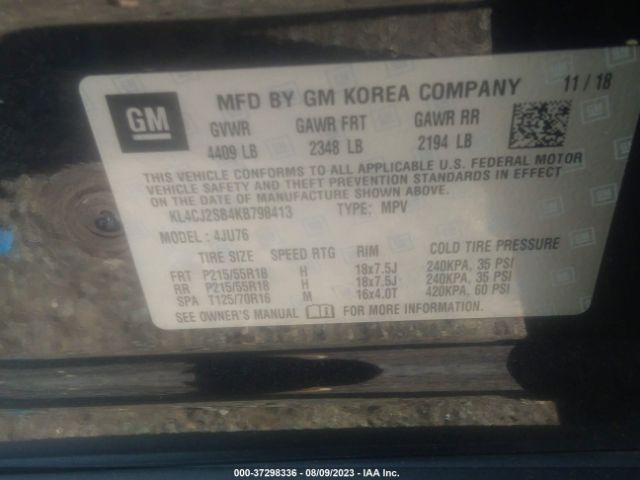 GM
MFD BY GM KOREA COMPANY 11/18
GVWR GAWR FRT GAWR RR
4409 LB 2348 LB 2194 LB
THIS VEHICLE CONFORMS TO ALL APPLICABLE U.S. FEDERAL MOTOR
VEHICLE SAFETY AND THEFT PREVENTION STANDARDS IN EFFECT
ON THE DATE OF MANUFACTURE SHOWN ABOVE.
KL4CJ2SB4KB798413 TYPE: MPV
MODEL: 4JU76
TIRE SIZE SPEED RTG RIM COLD TIRE PRESSURE
FRT P215/55R18 H 18x7.5J 240KPA, 35 PSI
RR P215/55R18 H 18x7.5J 240KPA, 35 PSI
SPA T125/70R16 M 16x4.0T 420KPA, 60 PSI
SEE OWNER'S MANUAL FOR MORE INFORMATION.
000-37298336 - 08/09/2023 - IAA Inc.